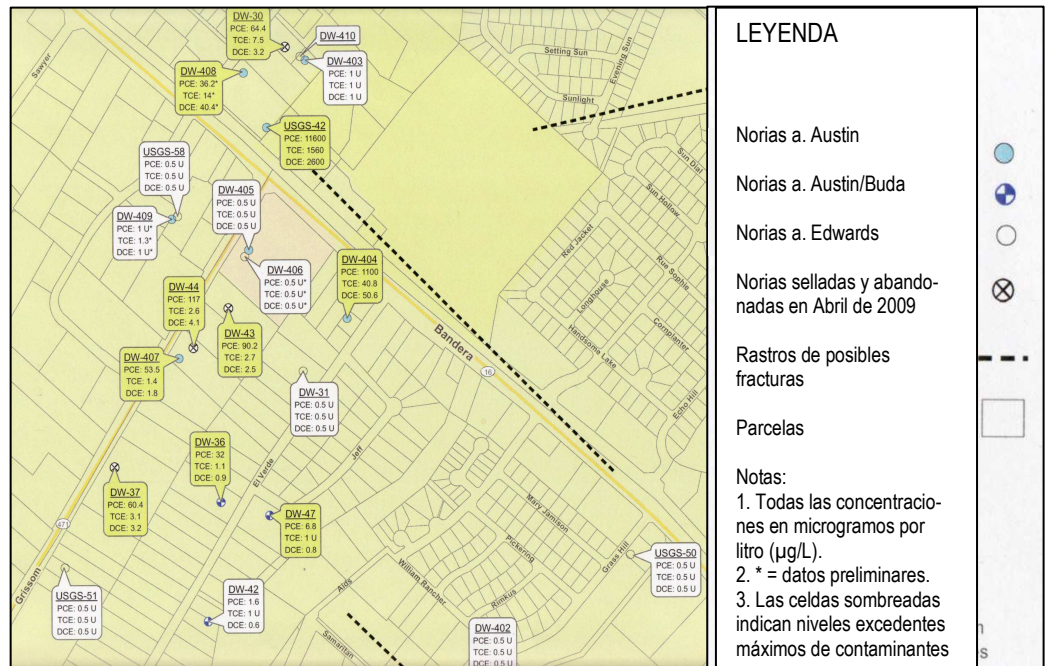 DW-30
PCE: 64.4
TCE: 7.5
DCE: 3.2
DW-410
DW-403
PCE: 1 U
TCE: 1 U
DCE: 1 U
DW-408
PCE: 36.2*
TCE: 14*
DCE: 40.4*
USGS-42
PCE: 11600
TCE: 1560
DCE: 2600
USGS-58
PCE: 0.5 U
TCE: 0.5 U
DCE: 0.5 U
DW-405
PCE: 0.5 U
TCE: 0.5 U
DCE: 0.5 U
DW-409
PCE: 1 U*
TCE: 1.3*
DCE: 1 U*
DW-406
PCE: 0.5 U*
TCE: 0.5 U*
DCE: 0.5 U*
DW-404
PCE: 1100
TCE: 40.8
DCE: 50.6
DW-44
PCE: 117
TCE: 2.6
DCE: 4.1
DW-43
PCE: 90.2
TCE: 2.7
DCE: 2.5
DW-407
PCE: 53.5
TCE: 1.4
DCE: 1.8
DW-31
PCE: 0.5 U
TCE: 0.5 U
DCE: 0.5 U
DW-36
PCE: 32
TCE: 1.1
DCE: 0.9
DW-37
PCE: 60.4
TCE: 3.1
DCE: 3.2
DW-47
PCE: 6.8
TCE: 1 U
DCE: 0.8
USGS-51
PCE: 0.5 U
TCE: 0.5 U
DCE: 0.5 U
DW-42
PCE: 1.6
TCE: 1 U
DCE: 0.6
USGS-50
PCE: 0.5 U
TCE: 0.5 U
DCE: 0.5 U
DW-402
PCE: 0.5 U
TCE: 0.5 U
DCE: 0.5 U
Sawyer
Setting Sun
Evening Sun
Sunlight
Sun Dial
Sun Hollow
Red Jacket
Rue Sophie
Longhouse
Cornplanter
Handsome Lake
Echo Hill
Bandera
16
Jeff
El Verde
Mary Jamison
Pickering
Grass Hill
William Rancher
Rimkus
Alds
Samaritan
471
Grissom
LEYENDA
Norias a. Austin
Norias a. Austin/Buda
Norias a. Edwards
Norias selladas y abando-
nadas en Abril de 2009
Rastros de posibles
fracturas
Parcelas
Notas:
1. Todas las concentracio-
nes en microgramos por
litro (µg/L).
2. * = datos preliminares.
3. Las celdas sombreadas
indican niveles excedentes
máximos de contaminantes